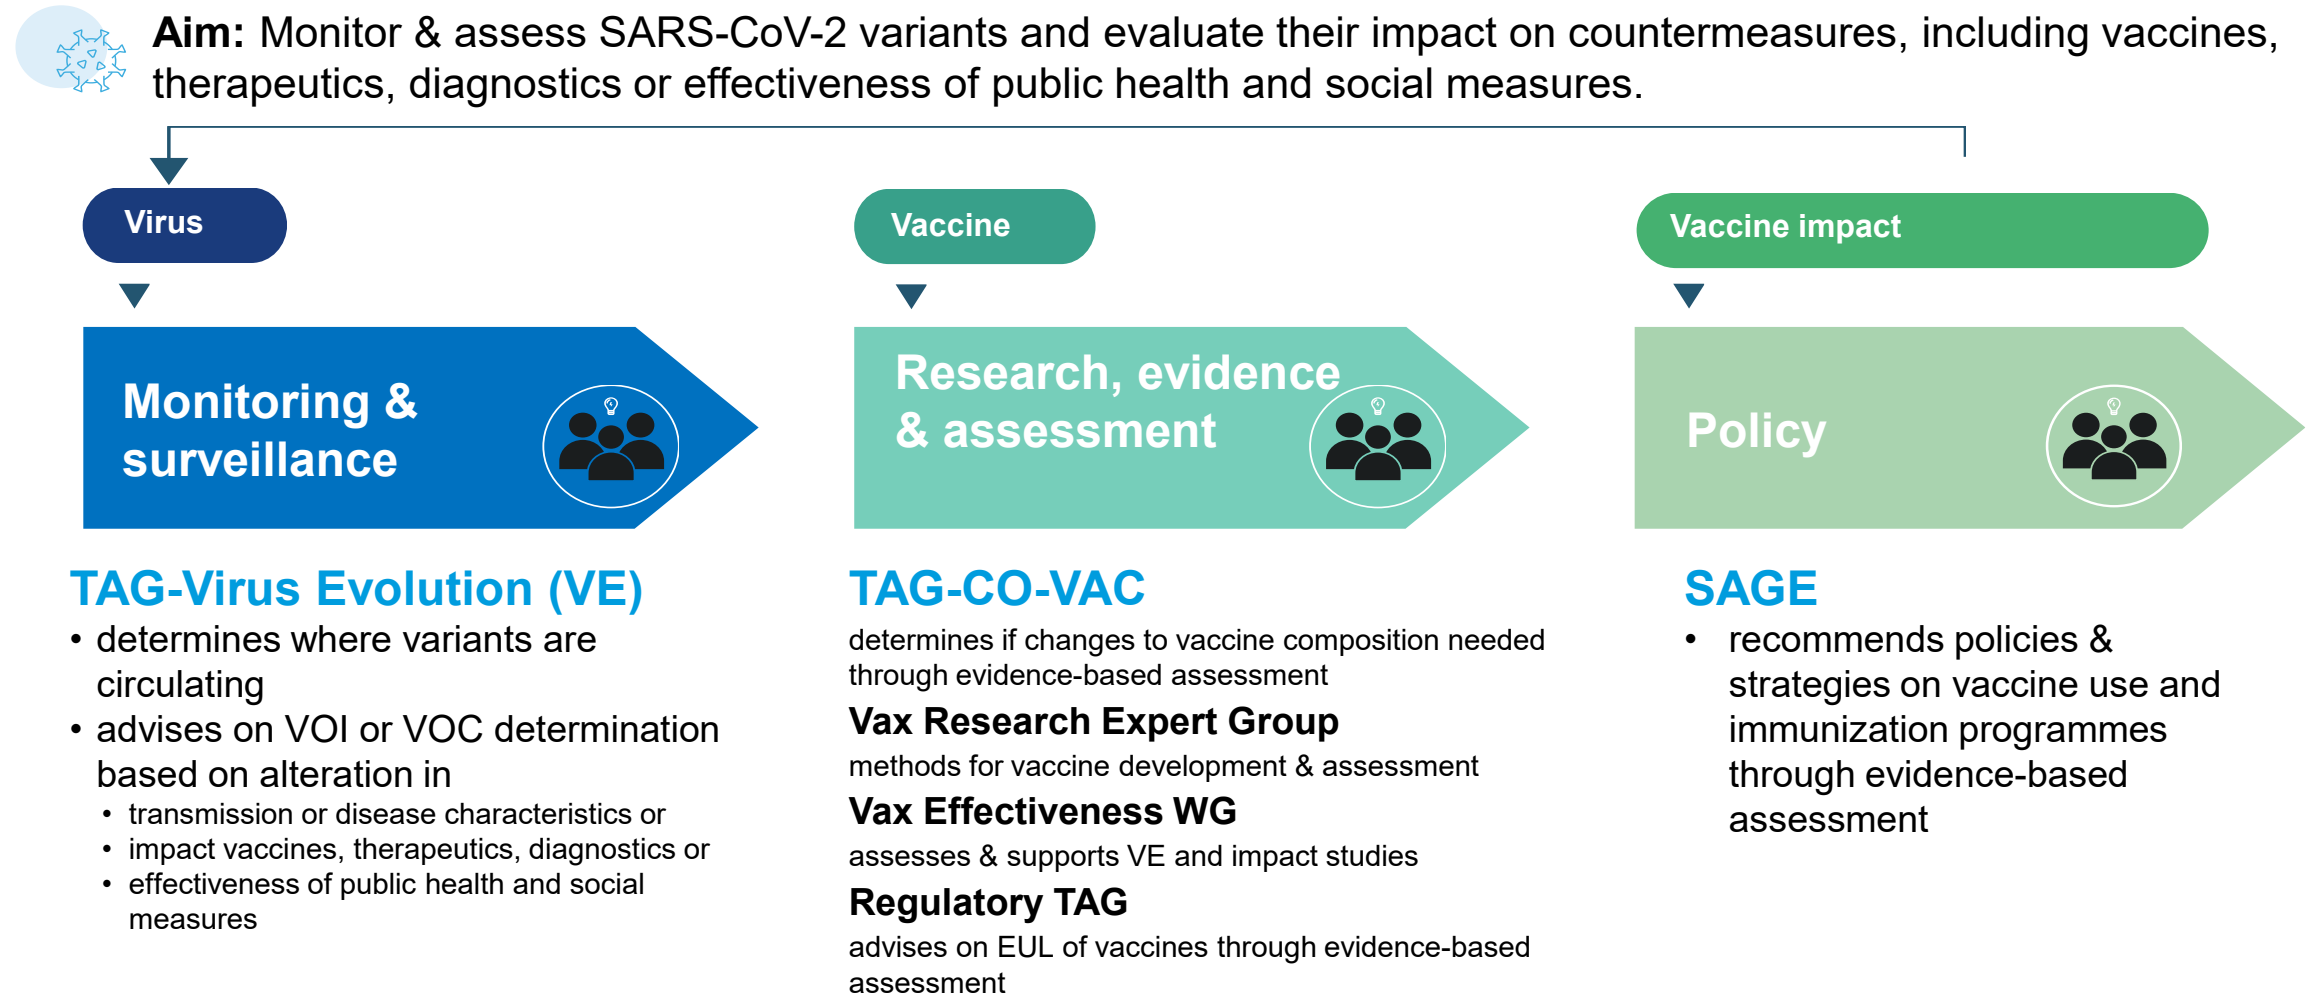 Aim: Monitor & assess SARS-CoV-2 variants and evaluate their impact on countermeasures, including vaccines,
therapeutics, diagnostics or effectiveness of public health and social measures.
Virus
Vaccine
Vaccine impact
Monitoring &
surveillance
Research, evidence
& assessment
Policy
TAG-Virus Evolution (VE)
• determines where variants are
circulating
• advises on VOI or VOC determination
based on alteration in
• transmission or disease characteristics or
• impact vaccines, therapeutics, diagnostics or
• effectiveness of public health and social
measures
TAG-CO-VAC
determines if changes to vaccine composition needed
through evidence-based assessment
Vax Research Expert Group
methods for vaccine development & assessment
Vax Effectiveness WG
assesses & supports VE and impact studies
Regulatory TAG
advises on EUL of vaccines through evidence-based
assessment
SAGE
• recommends policies &
strategies on vaccine use and
immunization programmes
through evidence-based
assessment